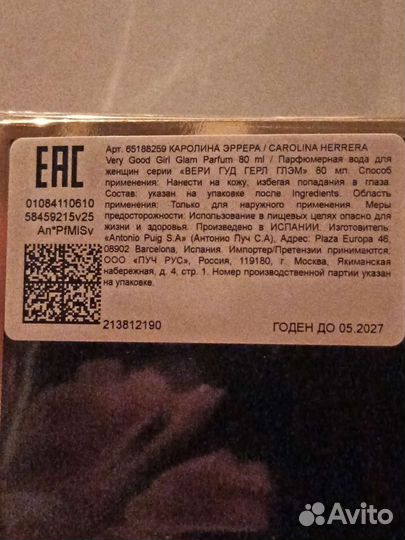 Арт. 65188259 КАРОЛИНА ЭРРЕРА / CAROLINA HERRERA
Very Good Girl Glam Parfum 80 ml / Парфюмерная вода для
женщин серии «ВЕРИ ГУД ГЕРЛ ГЛЭМ» 80 мл. Способ
применения: Нанести на кожу, избегая попадания в глаза.
Состав: указан на упаковке после Ingredients. Область
применения: Только для наружного применения. Меры
предосторожности: Использование в пищевых целях опасно для
жизни и здоровья. Произведено в ИСПАНИИ. Изготовитель:
«Antonio Puig S.A» (Антонио Пуч С.А), Адрес: Plaza Europa 46,
08902 Barcelona, Испания. Импортер/Претензии принимаются:
ООО «ПУЧ РУС», Россия, 119180, г. Москва, Якиманская
набережная, д. 4, стр. 1. Номер производственной партии указан
на упаковке.
EAC
01084110610
58459215v25
An*PfMlSv
213812190
ГОДЕН ДО 05.2027
Avito